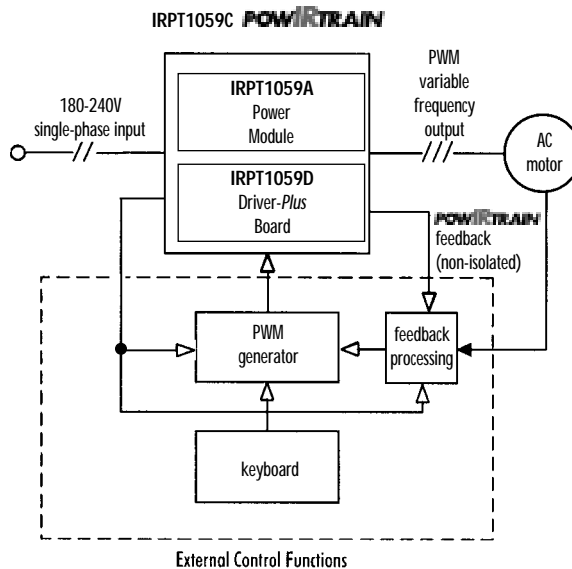 IRPT1059C POWIRTRAIN
IRPT1059A
Power
Module
180-240V
single-phase input
PWM
variable
frequency
output
AC
motor
IRPT1059D
Driver-Plus
Board
POWIRTRAIN
feedback
(non-isolated)
PWM
generator
feedback
processing
keyboard
External Control Functions